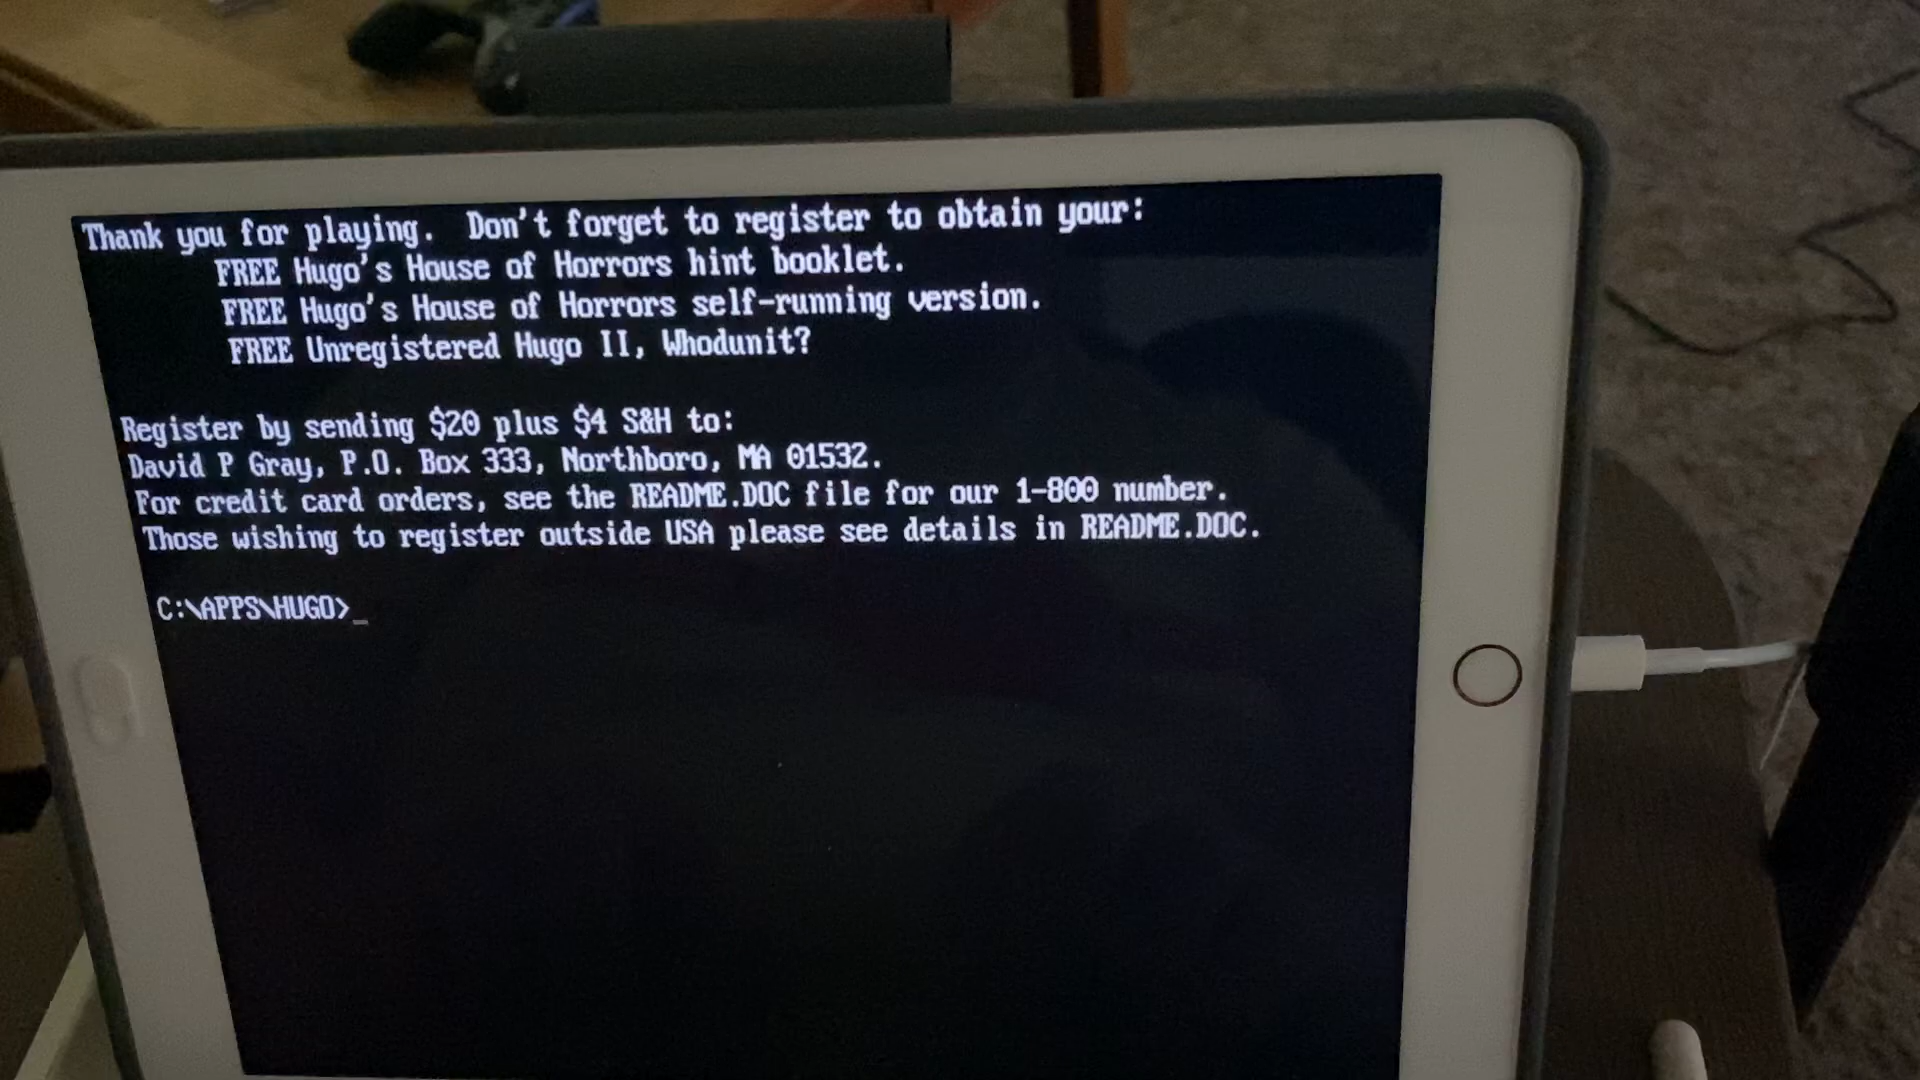 Thank you for playing.  Don't forget to register to obtain your:
FREE Hugo's House of Horrors hint booklet.
FREE Hugo's House of Horrors self-running version.
FREE Unregistered Hugo II, Whodunit?
Register by sending $20 plus $4 S&H to:
David P Gray, P.O. Box 333, Northboro, MA 01532.
For credit card orders, see the README.DOC file for our 1-800 number.
Those wishing to register outside USA please see details in README.DOC.
C:\APPS\HUGO>_